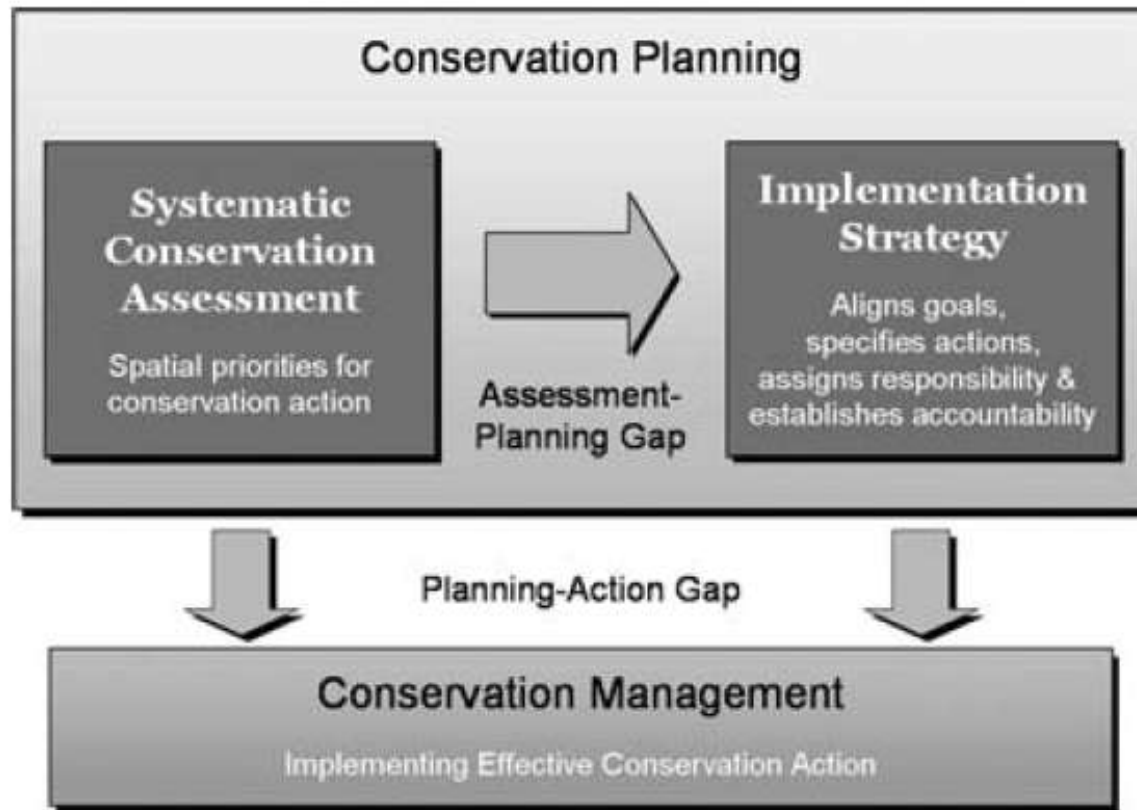 Conservation Planning
Systematic
Conservation
Assessment
Spatial priorities for
conservation action
Assessment-
Planning Gap
Implementation
Strategy
Aligns goals,
specifies actions,
assigns responsibility &
establishes accountability
Planning-Action Gap
Conservation Management
Implementing Effective Conservation Action